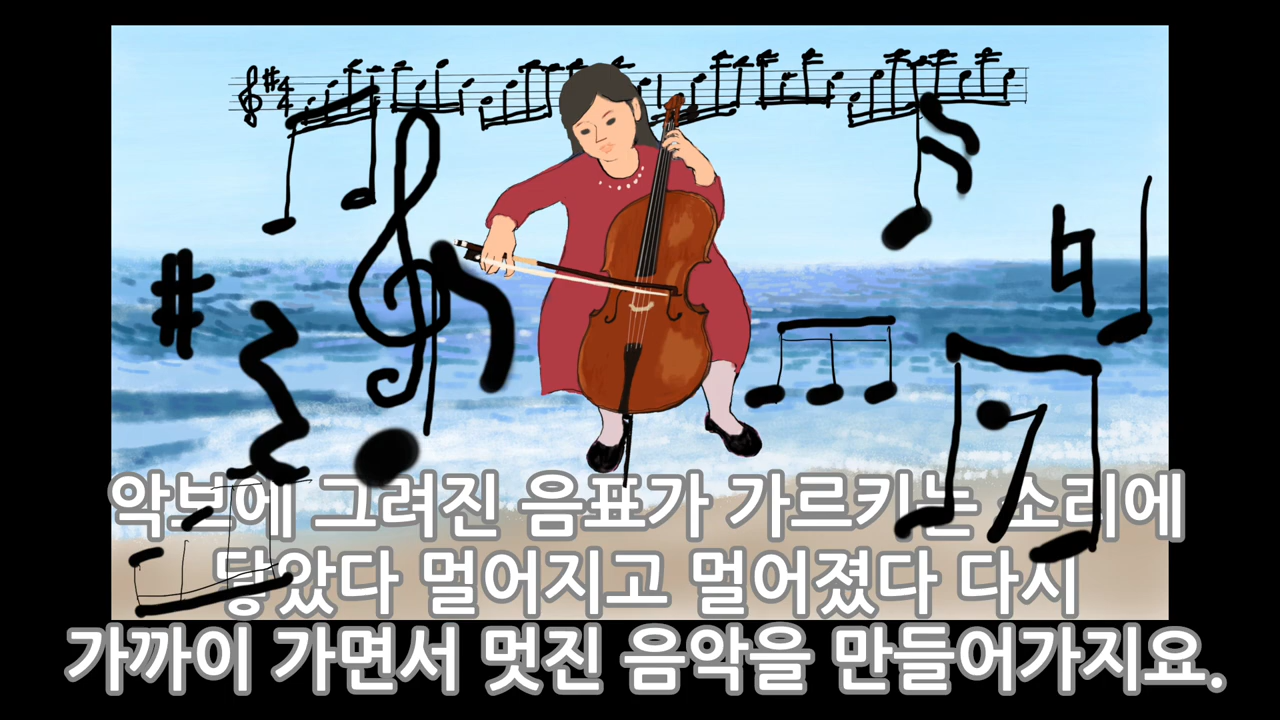 악보에 그려진 음표가 가르키는 소리에
닿았다 멀어지고 멀어졌다 다시
가까이 가면서 멋진 음악을 만들어가지요.